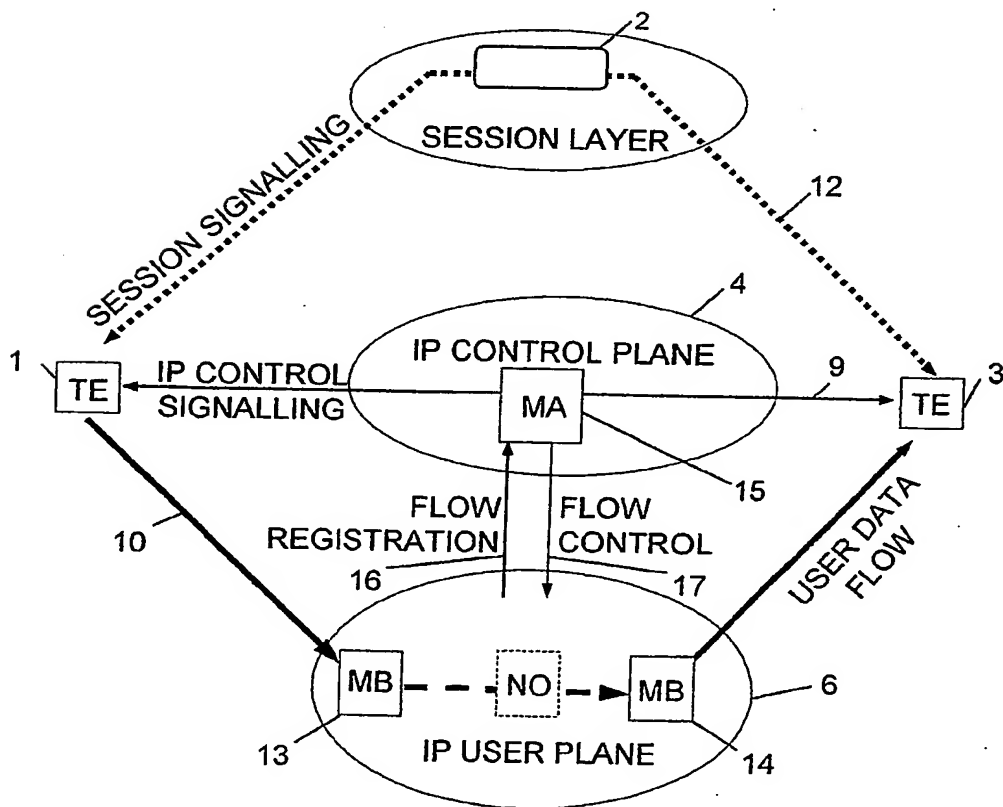 2
SESSION LAYER
SESSION SIGNALLING
12
4
IP CONTROL PLANE
1
TE
IP CONTROL
SIGNALLING
MA
9
TE
3
15
10
FLOW
REGISTRATION
16
FLOW
CONTROL
17
USER DATA
FLOW
MB
NO
MB
6
13
IP USER PLANE
14